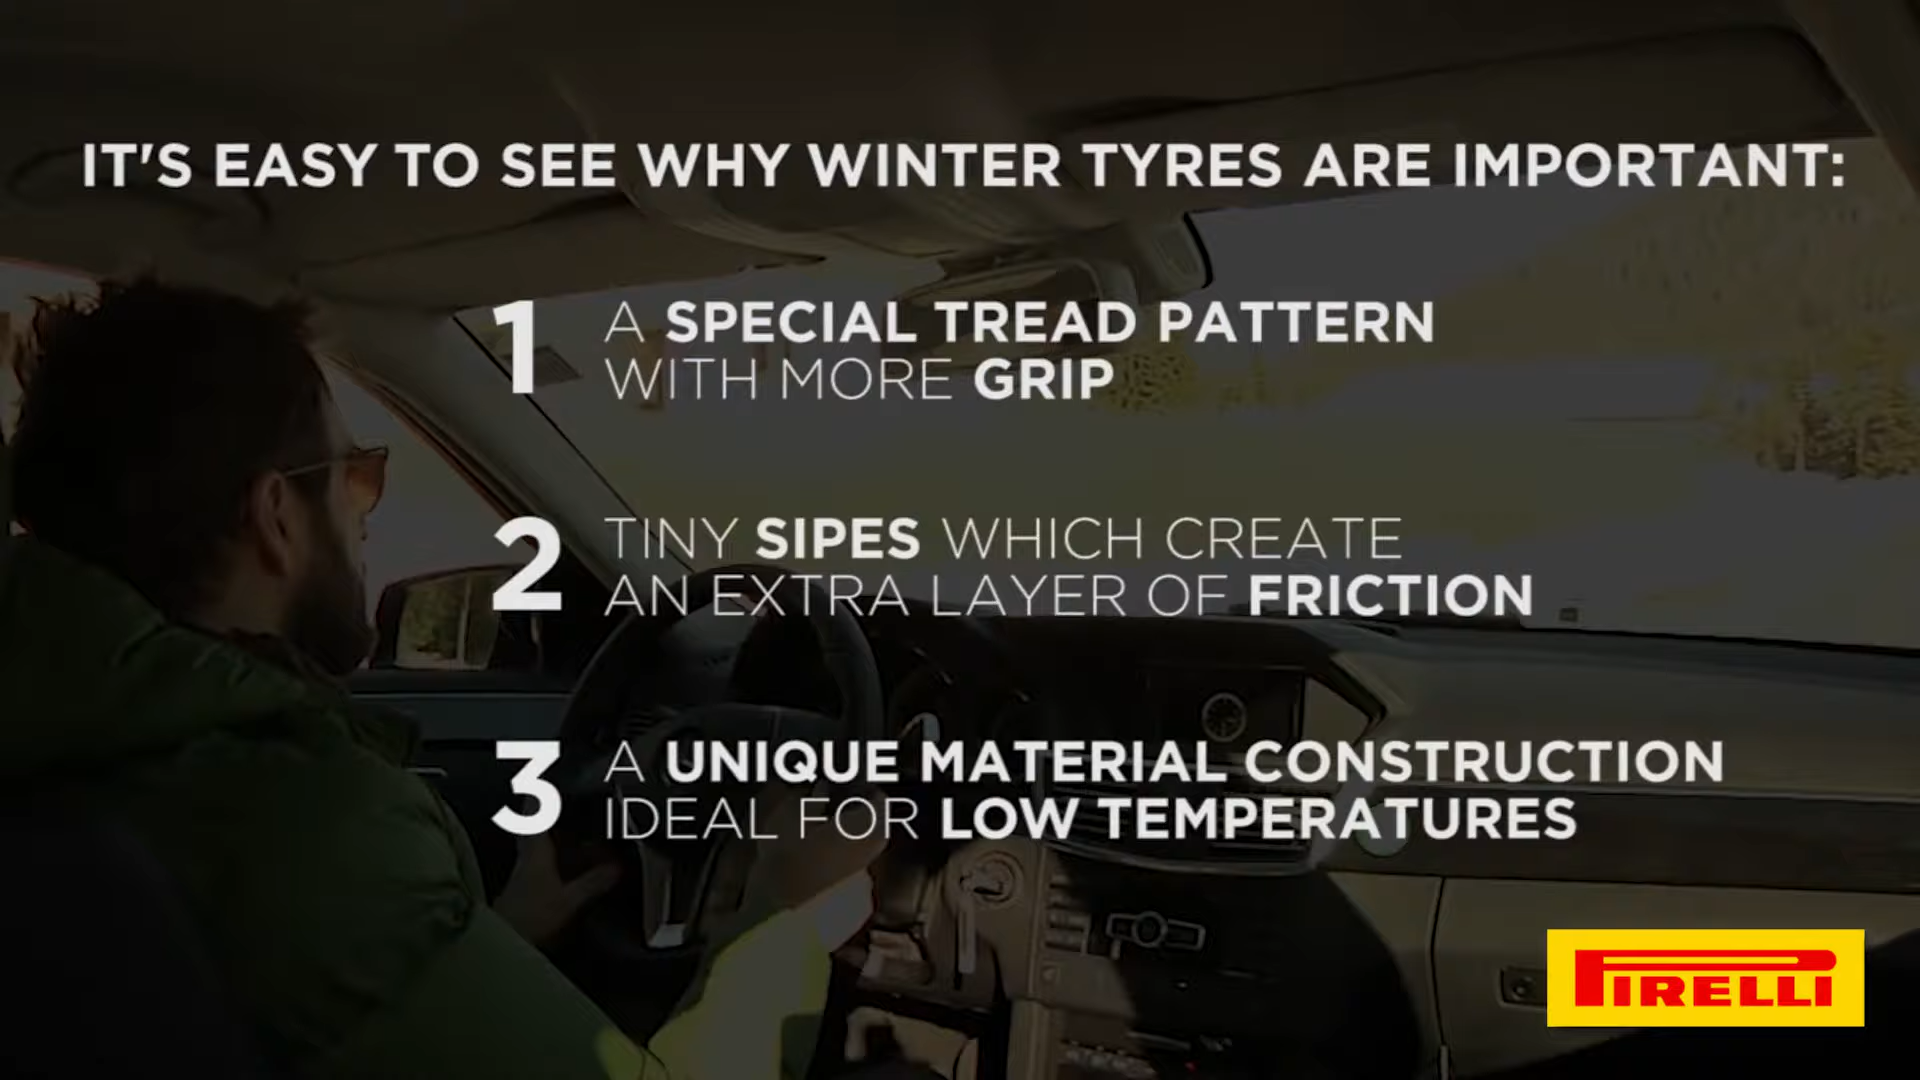 IT'S EASY TO SEE WHY WINTER TYRES ARE IMPORTANT:
1 A SPECIAL TREAD PATTERN
WITH MORE GRIP
2 TINY SIPES WHICH CREATE
AN EXTRA LAYER OF FRICTION
3 A UNIQUE MATERIAL CONSTRUCTION
IDEAL FOR LOW TEMPERATURES
PIRELLI